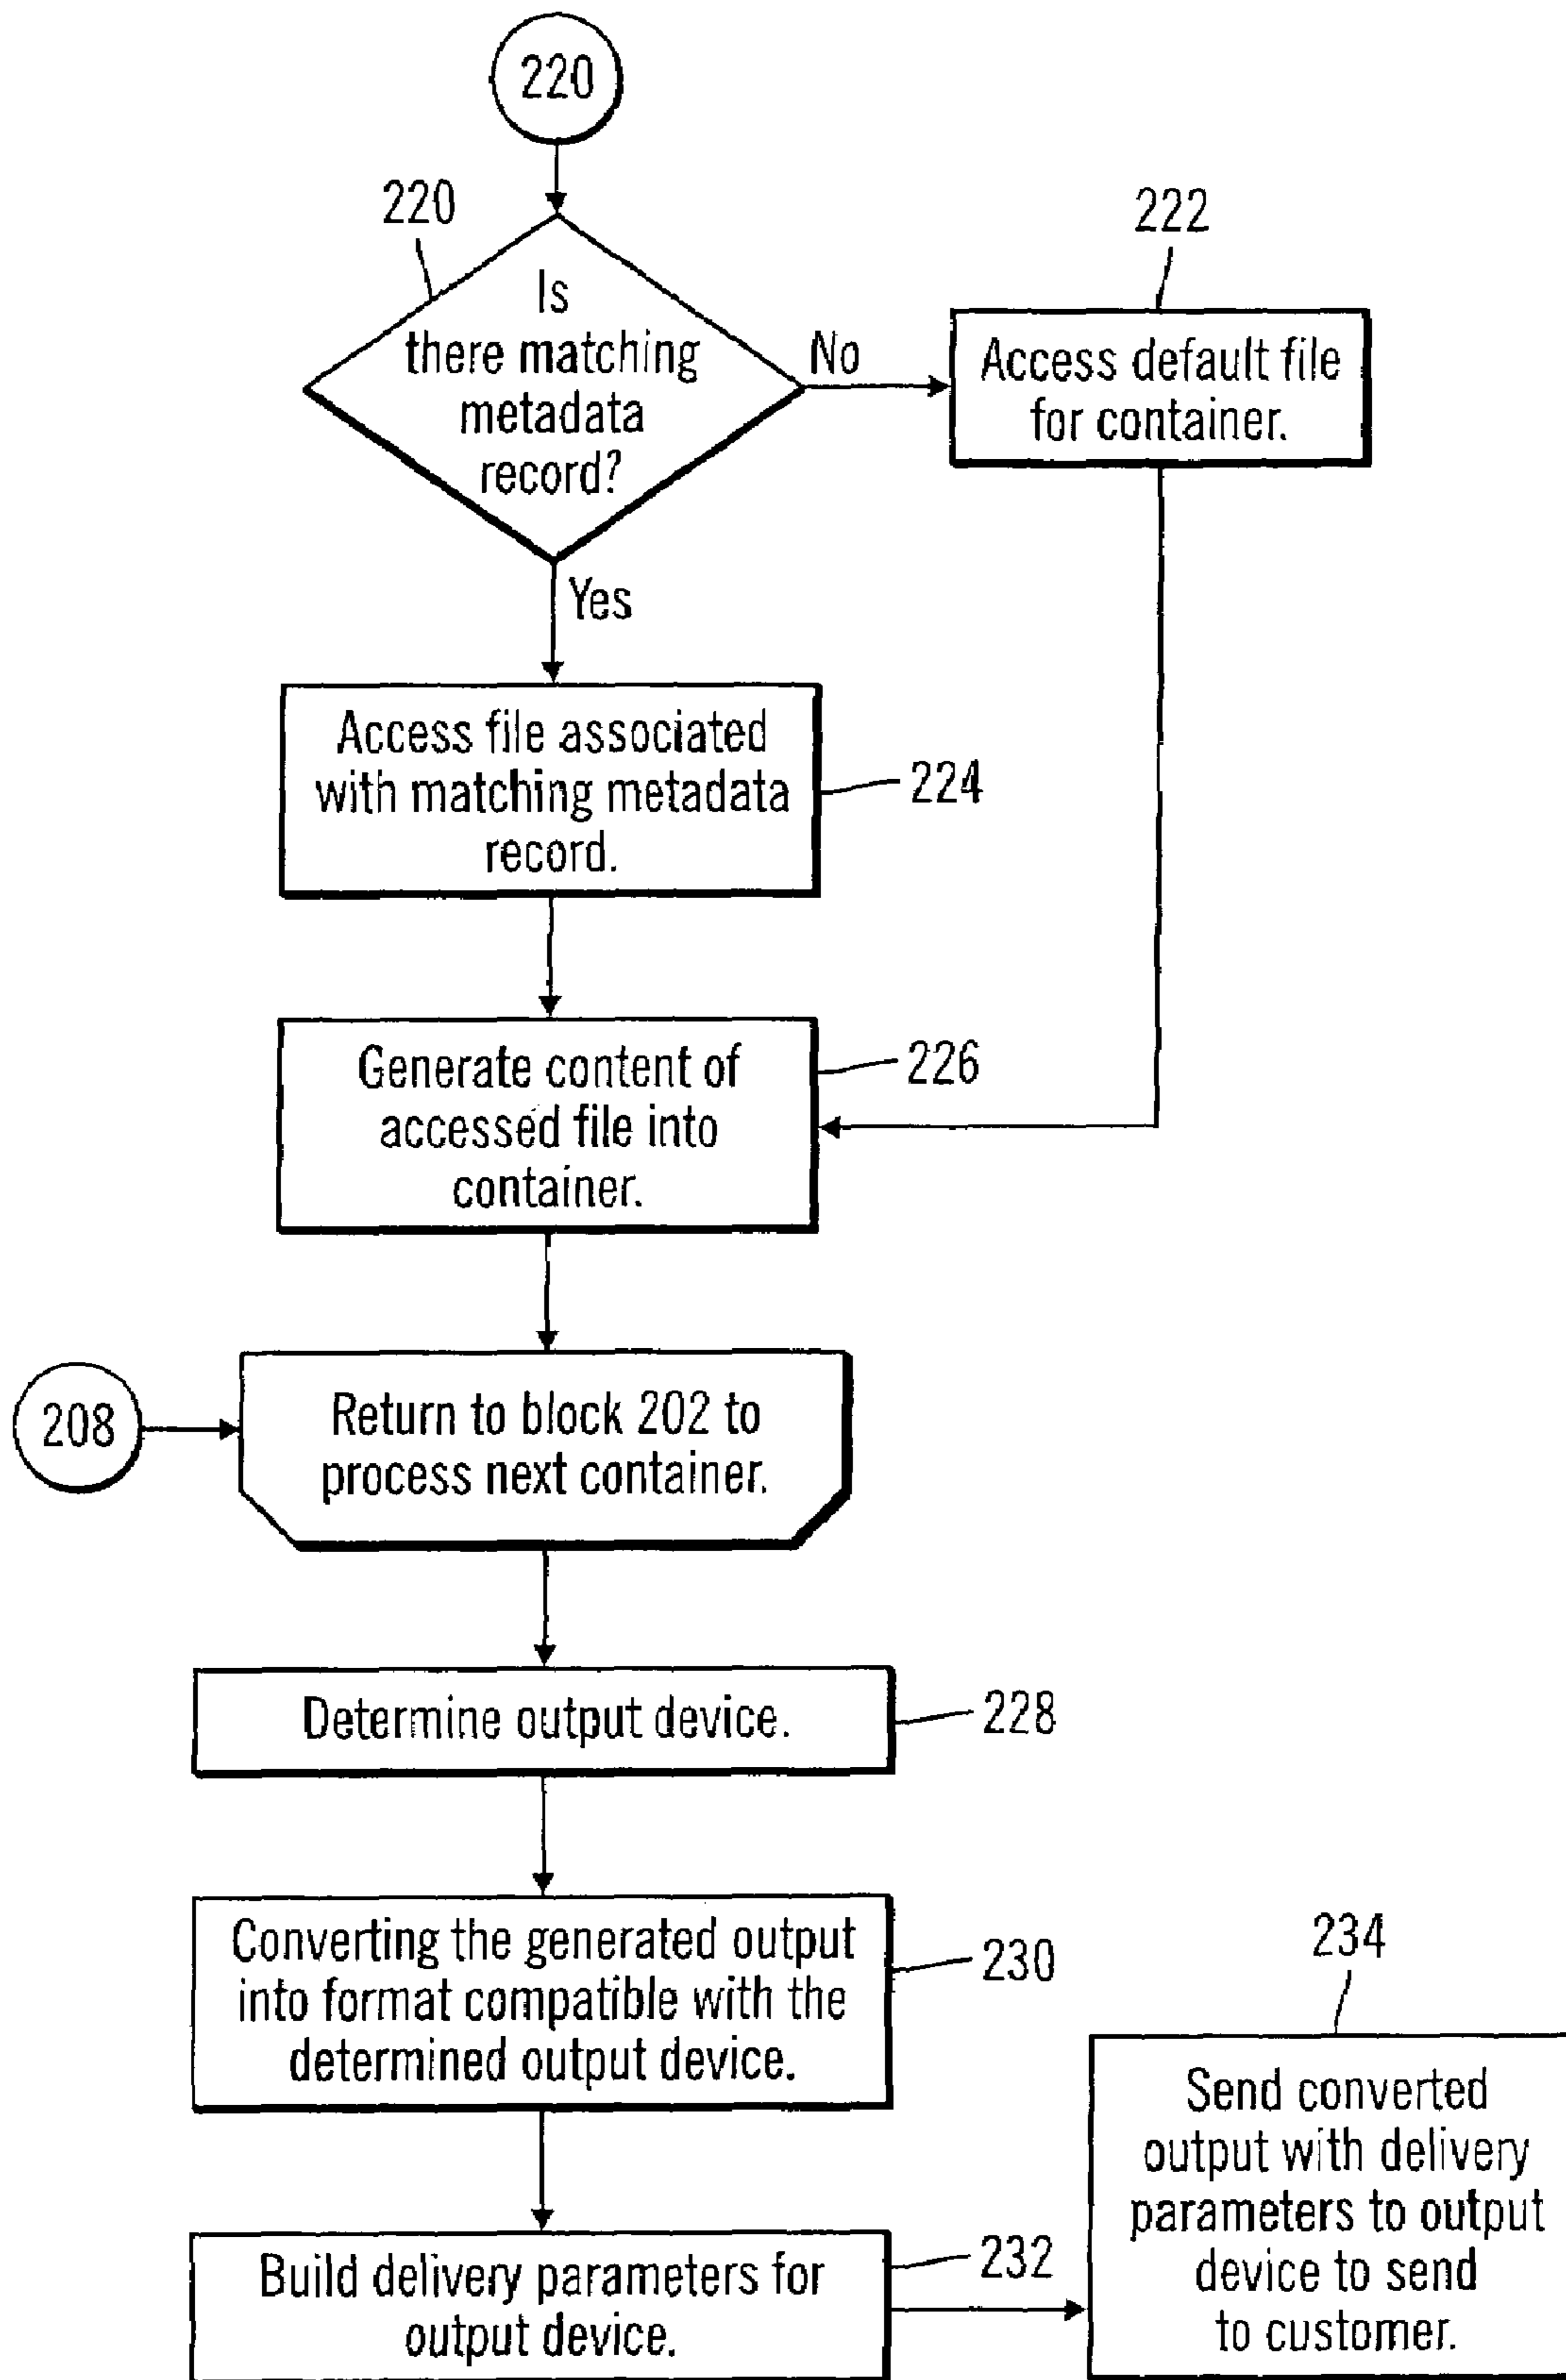 220
220
Is
there matching
metadata
record?
No
222
Access default file
for container.
Yes
Access file associated
with matching metadata
record.
224
Generate content of
accessed file into
container.
226
208
Return to block 202 to
process next container.
Determine output device.
228
Converting the generated output
into format compatible with the
determined output device.
230
Build delivery parameters for
output device.
232
234
Send converted
output with delivery
parameters to output
device to send
to customer.